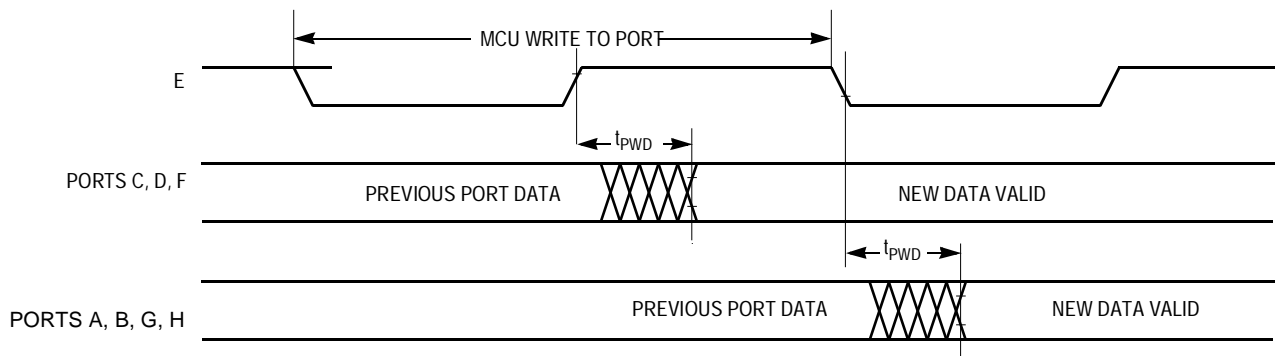 MCU WRITE TO PORT
E
tPWD
PORTS C, D, F
PREVIOUS PORT DATA
NEW DATA VALID
tPWD
PORTS A, B, G, H
PREVIOUS PORT DATA
NEW DATA VALID